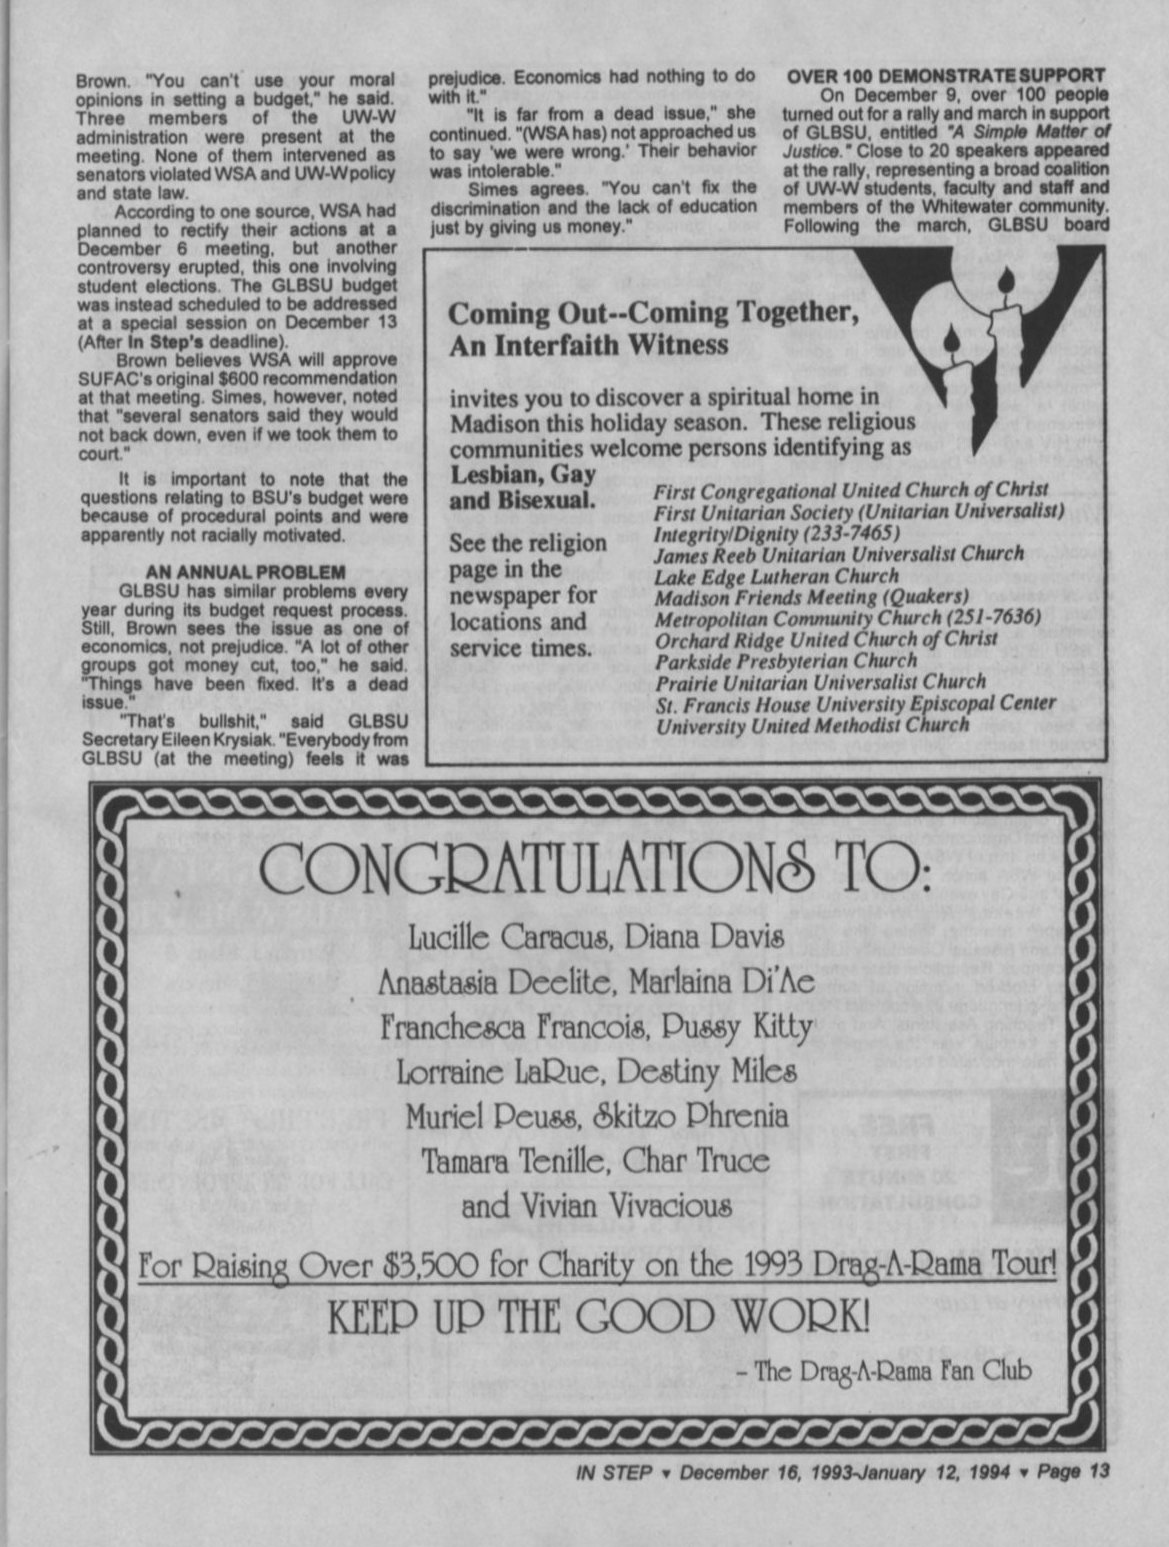 Brown. "You can't use your moral
opinions in setting a budget," he said.
Three members of the UW-W
administration were present at the
meeting. None of them intervened as
senators violated WSA and UW-W policy
and state law.
According to one source, WSA had
planned to rectify their actions at a
December 6 meeting, but another
controversy erupted, this one involving
student elections. The GLBSU budget
was instead scheduled to be addressed
at a special session on December 13
(After In Step's deadline).
Brown believes WSA will approve
SUFAC's original $600 recommendation
at that meeting. Simes, however, noted
that "several senators said they would
not back down, even if we took them to
court."
It is important to note that the
questions relating to BSU's budget were
because of procedural points and were
apparently not racially motivated.
AN ANNUAL PROBLEM
GLBSU has similar problems every
year during its budget request process.
Still, Brown sees the issue as one of
economics, not prejudice. "A lot of other
groups got money cut, too," he said.
"Things have been fixed. It's a dead
issue."
"That's bullshit," said GLBSU
Secretary Eileen Krysiak. "Everybody from
GLBSU (at the meeting) feels it was
prejudice. Economics had nothing to do
with it."
"It is far from a dead issue," she
continued. "(WSA has) not approached us
to say 'we were wrong.' Their behavior
was intolerable."
Simes agrees. "You can't fix the
discrimination and the lack of education
just by giving us money."
OVER 100 DEMONSTRATE SUPPORT
On December 9, over 100 people
turned out for a rally and march in support
of GLBSU, entitled "A Simple Matter of
Justice." Close to 20 speakers appeared
at the rally, representing a broad coalition
of UW-W students, faculty and staff and
members of the Whitewater community.
Following the march, GLBSU board
Coming Out--Coming Together,
An Interfaith Witness
invites you to discover a spiritual home in
Madison this holiday season. These religious
communities welcome persons identifying as
Lesbian, Gay
and Bisexual.
See the religion
page in the
newspaper for
locations and
service times.
First Congregational United Church of Christ
First Unitarian Society (Unitarian Universalist)
Integrity/Dignity (233-7465)
James Reeb Unitarian Universalist Church
Lake Edge Lutheran Church
Madison Friends Meeting (Quakers)
Metropolitan Community Church (251-7636)
Orchard Ridge United Church of Christ
Parkside Presbyterian Church
Prairie Unitarian Universalist Church
St. Francis House University Episcopal Center
University United Methodist Church
CONGRATULATIONS TO:
Lucille Caracus, Diana Davis
Anastasia Deelite, Marlaina Di'Ae
Franchesca Francois, Pussy Kitty
Lorraine LaRue, Destiny Miles
Muriel Peuss, Skitzo Phrenia
Tamara Tenille, Char Truce
and Vivian Vivacious
For Raising Over $3,500 for Charity on the 1993 Drag-A-Rama Tour!
KEEP UP THE GOOD WORK!
– The Drag-A-Rama Fan Club
IN STEP ▾ December 16, 1993-January 12, 1994 ▾ Page 13